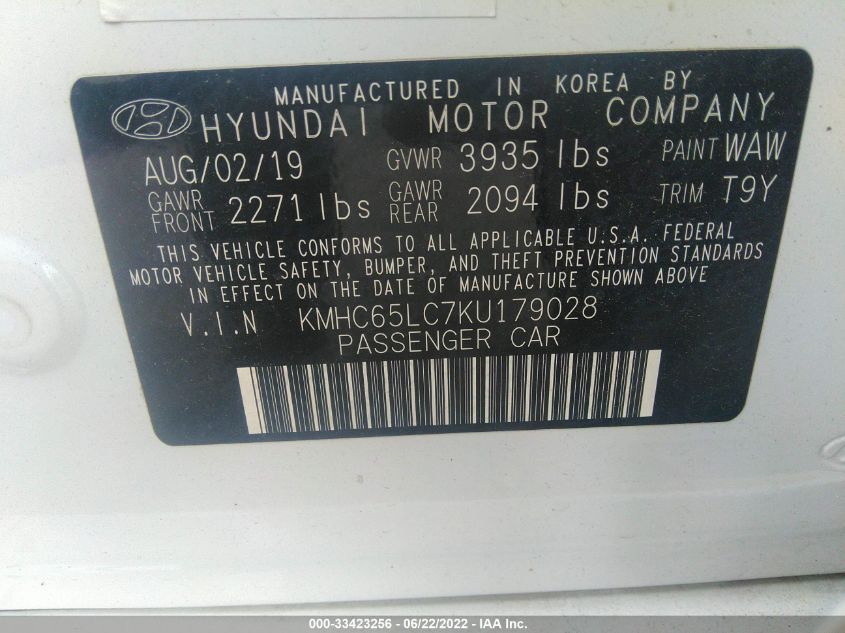 MANUFACTURED IN KOREA BY
HYUNDAI MOTOR COMPANY
AUG/02/19 GVWR 3935 lbs PAINT WAW
GAWR FRONT 2271 lbs GAWR REAR 2094 lbs TRIM T9Y
THIS VEHICLE CONFORMS TO ALL APPLICABLE U.S.A. FEDERAL
MOTOR VEHICLE SAFETY, BUMPER, AND THEFT PREVENTION STANDARDS
IN EFFECT ON THE DATE OF MANUFACTURE SHOWN ABOVE
V.I.N KMHC65LC7KU179028
PASSENGER CAR
000-33423256 - 06/22/2022 - IAA Inc.